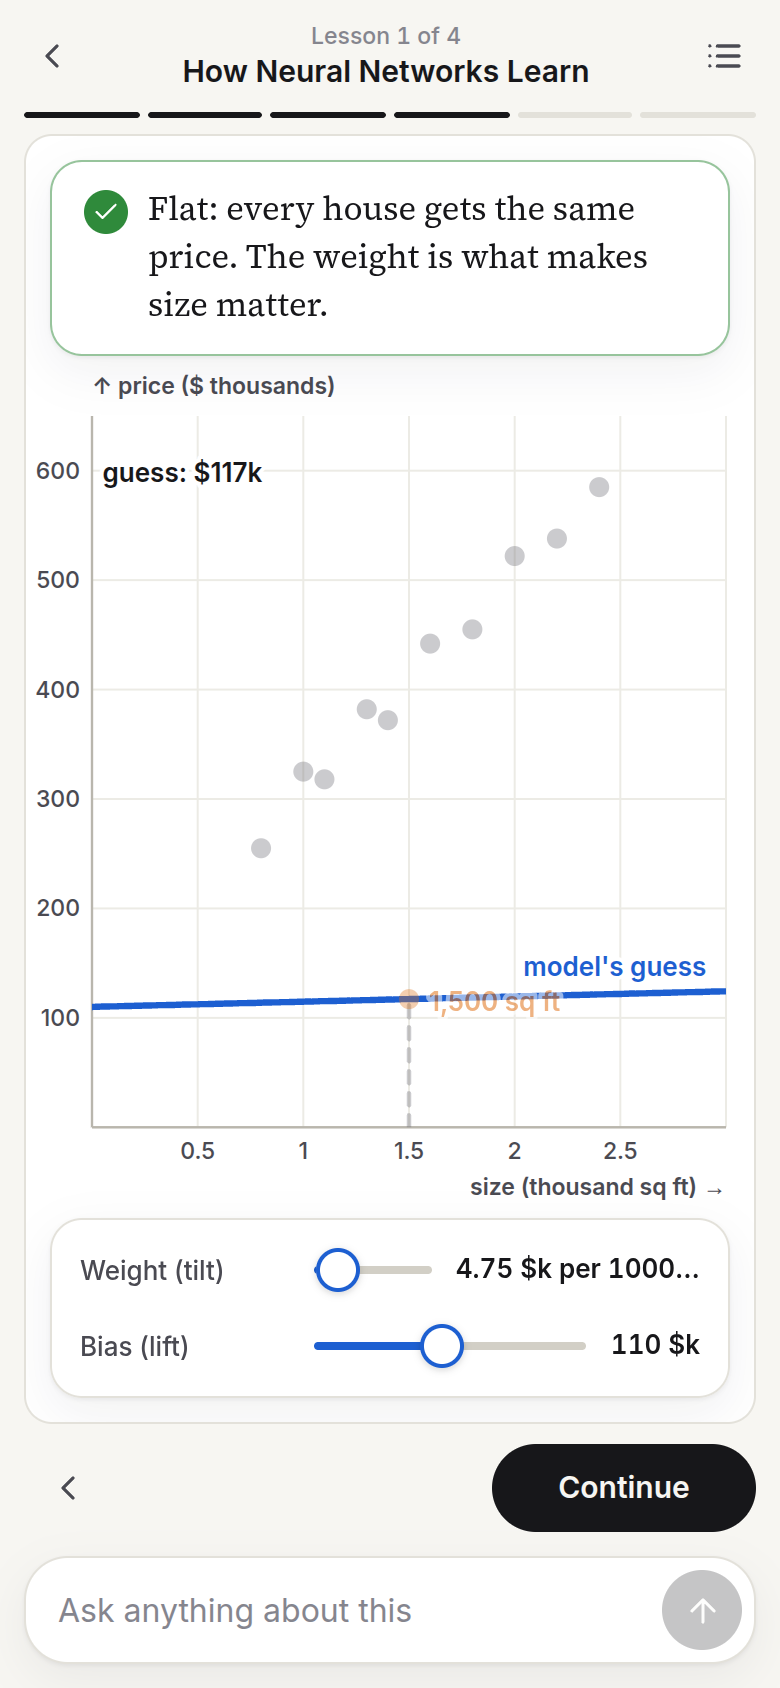 Lesson 1 of 4
How Neural Networks Learn
Flat: every house gets the same
price. The weight is what makes
size matter.
↑ price ($ thousands)
guess: $117k
600
500
400
300
200
model's guess
1,500 sq ft
100
0.5 1 1.5 2 2.5
size (thousand sq ft) →
Weight (tilt) 4.75 $k per 1000...
Bias (lift) 110 $k
Continue
Ask anything about this